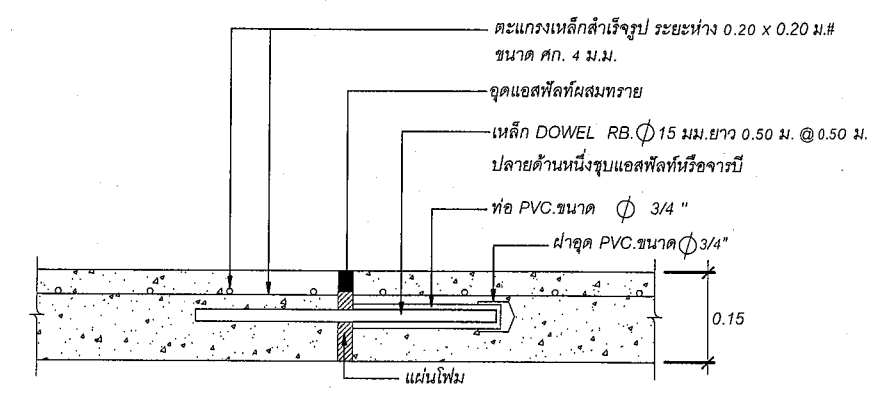 ตะแกรงเหล็กสำเร็จรูป ระยะห่าง 0.20 x 0.20 ม.#
ขนาด ศก. 4 ม.ม.
อุดแอสฟัลท์ผสมทราย
เหล็ก DOWEL RB.∅15 มม.ยาว 0.50 ม. @ 0.50 ม.
ปลายด้านหนึ่งชุบแอสฟัลท์หรือจารบี
ท่อ PVC.ขนาด ∅ 3/4 "
ฝาอุด PVC.ขนาด∅3/4"
0.15
แผ่นโฟม